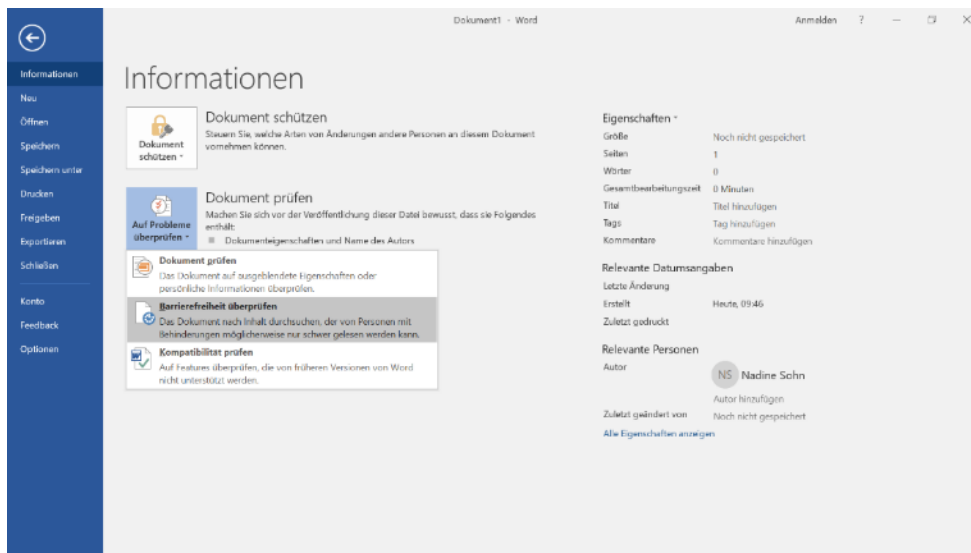 Dokument1 - Word
Anmelden ?
Informationen
Neu
Öffnen
Speichern
Speichern unter
Drucken
Freigeben
Exportieren
Schließen
Konto
Feedback
Optionen
Informationen
Dokument schützen
Dokument schützen
Steuern Sie, welche Arten von Änderungen andere Personen an diesem Dokument
vornehmen können.
Auf Probleme
überprüfen
Dokument prüfen
Machen Sie sich vor der Veröffentlichung dieser Datei bewusst, dass sie Folgendes
enthält:
Dokumenteigenschaften und Name des Autors
Dokument prüfen
Das Dokument auf ausgeblendete Eigenschaften oder
persönliche Informationen überprüfen.
Barrierefreiheit überprüfen
Das Dokument nach Inhalt durchsuchen, der von Personen mit
Behinderungen möglicherweise nur schwer gelesen werden kann.
Kompatibilität prüfen
Auf Features überprüfen, die von früheren Versionen von Word
nicht unterstützt werden.
Eigenschaften
Größe Noch nicht gespeichert
Seiten 1
Wörter 0
Gesamtbearbeitungszeit 0 Minuten
Titel Titel hinzufügen
Tags Tag hinzufügen
Kommentare Kommentare hinzufügen
Relevante Datumsangaben
Letzte Änderung
Erstellt Heute, 09:46
Zuletzt gedruckt
Relevante Personen
Autor
NS Nadine Sohn
Autor hinzufügen
Zuletzt geändert von Noch nicht gespeichert
Alle Eigenschaften anzeigen